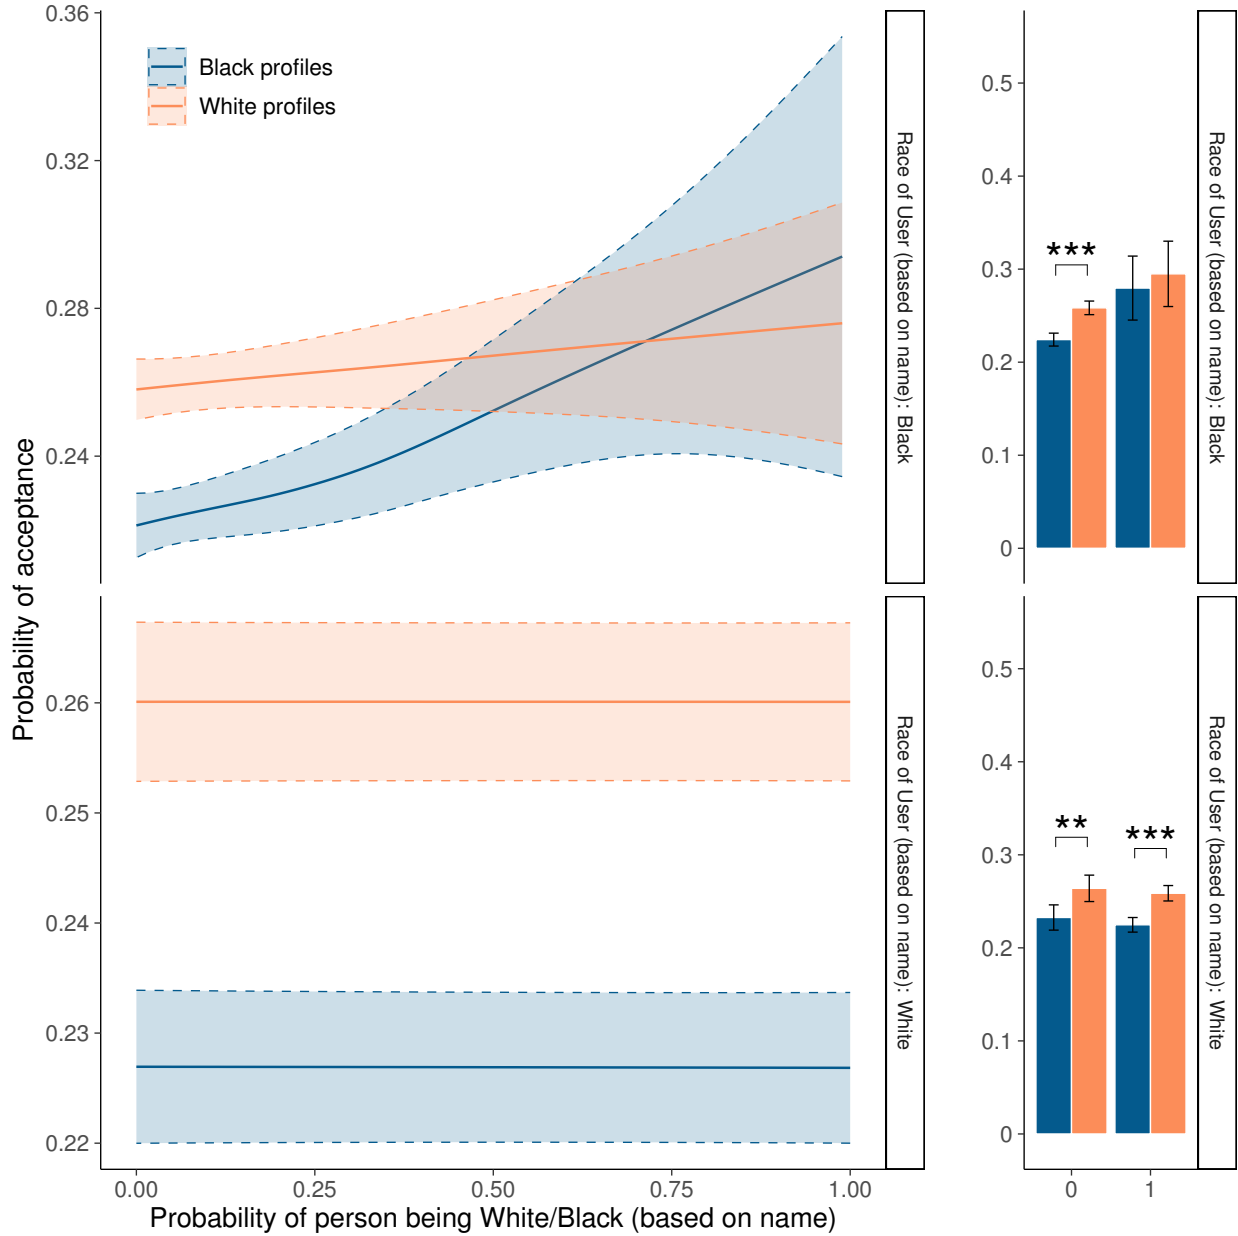 0.36
0.32
0.28
0.24
Black profiles
White profiles
Race of User (based on name): Black
0.5
0.4
0.3
0.2
0.1
0
***
Race of User (based on name): Black
Probability of acceptance
0.26
0.25
0.24
0.23
0.22
Race of User (based on name): White
0.5
0.4
0.3
0.2
0.1
0
** ***
Race of User (based on name): White
0.00 0.25 0.50 0.75 1.00
Probability of person being White/Black (based on name)
0 1